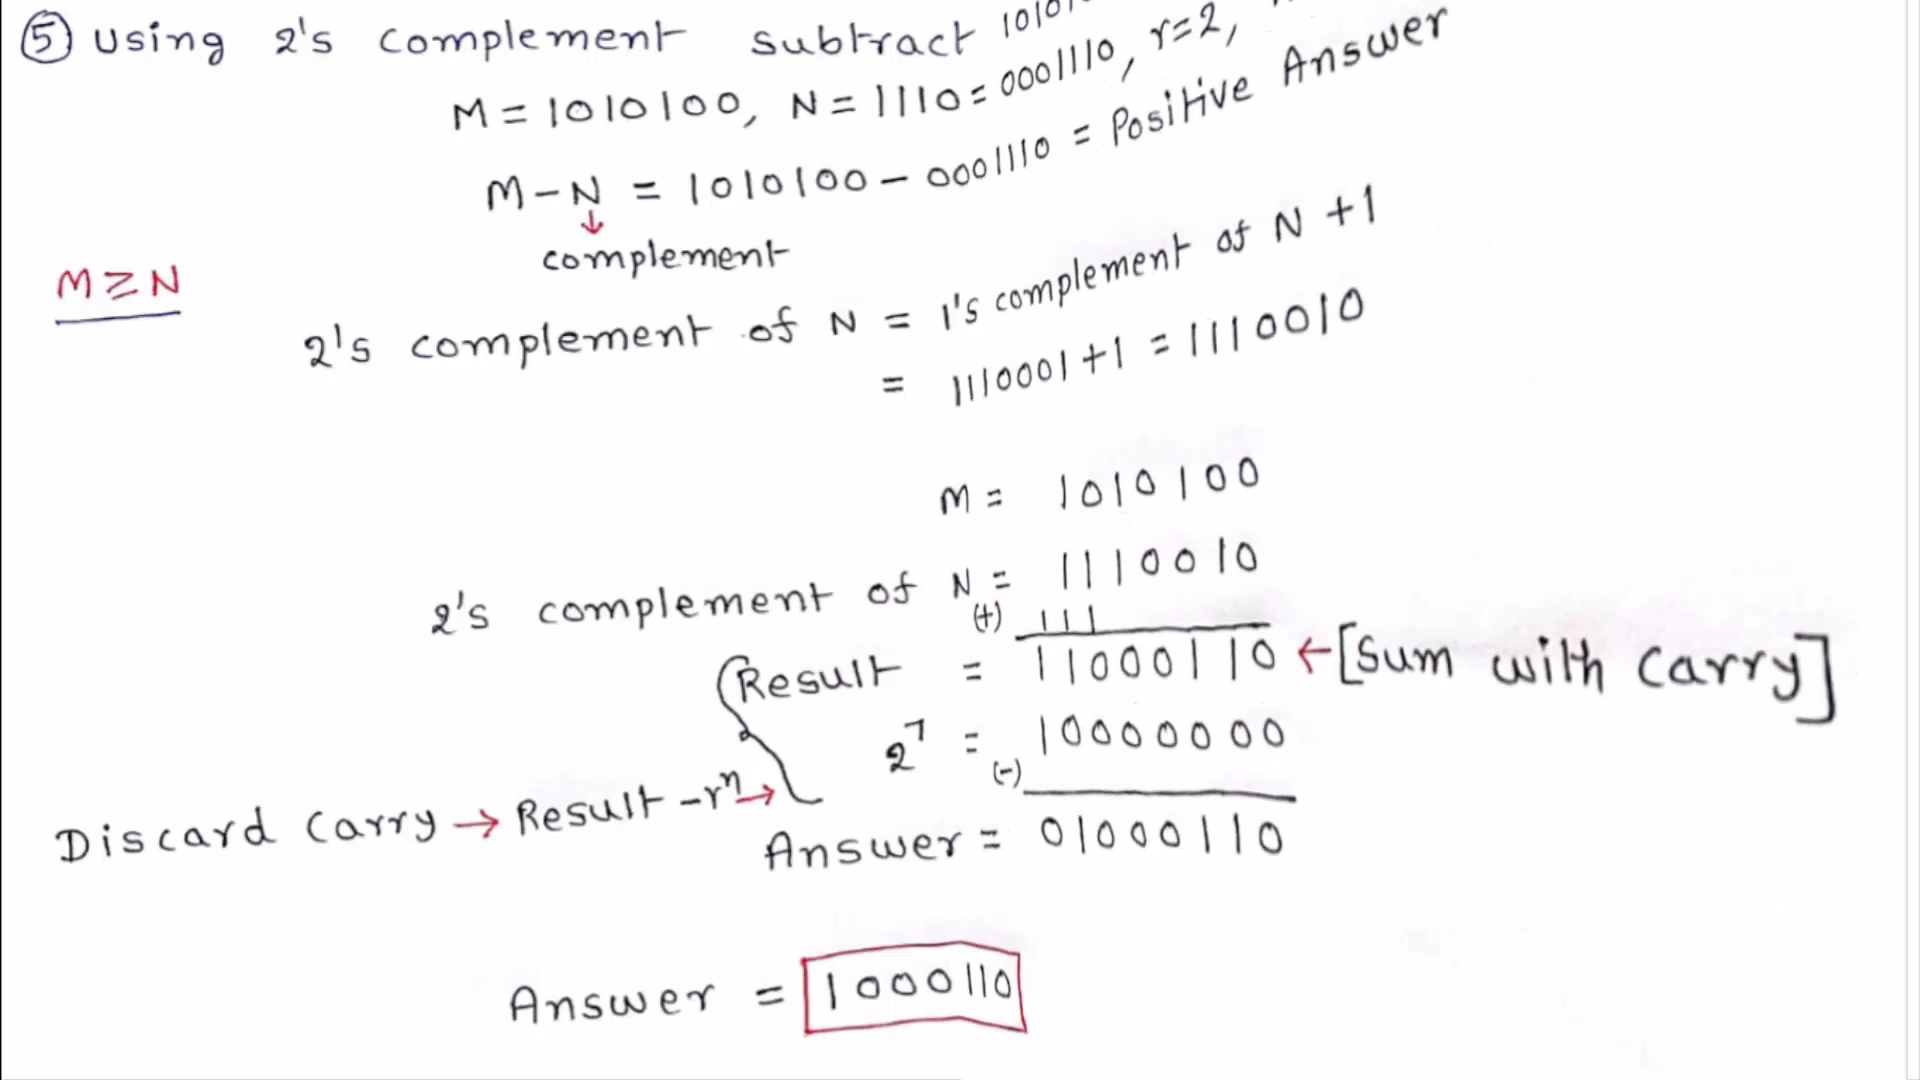 ⑤ Using 2's complement subtract
M = 1010100, N = 1110 = 0001110, r=2,
M-N = 1010100 - 0001110 = Positive Answer
↓
complement
M≥N
2's complement of N = 1's complement of N +1
= 1110001+1 = 1110010
M = 1010100
2's complement of N = 1110010
(+) 111
Result = 11000110 ← [Sum with carry]
2⁷ = 10000000
(-)
Discard Carry → Result -rⁿ→
Answer = 01000110
Answer = 1000110